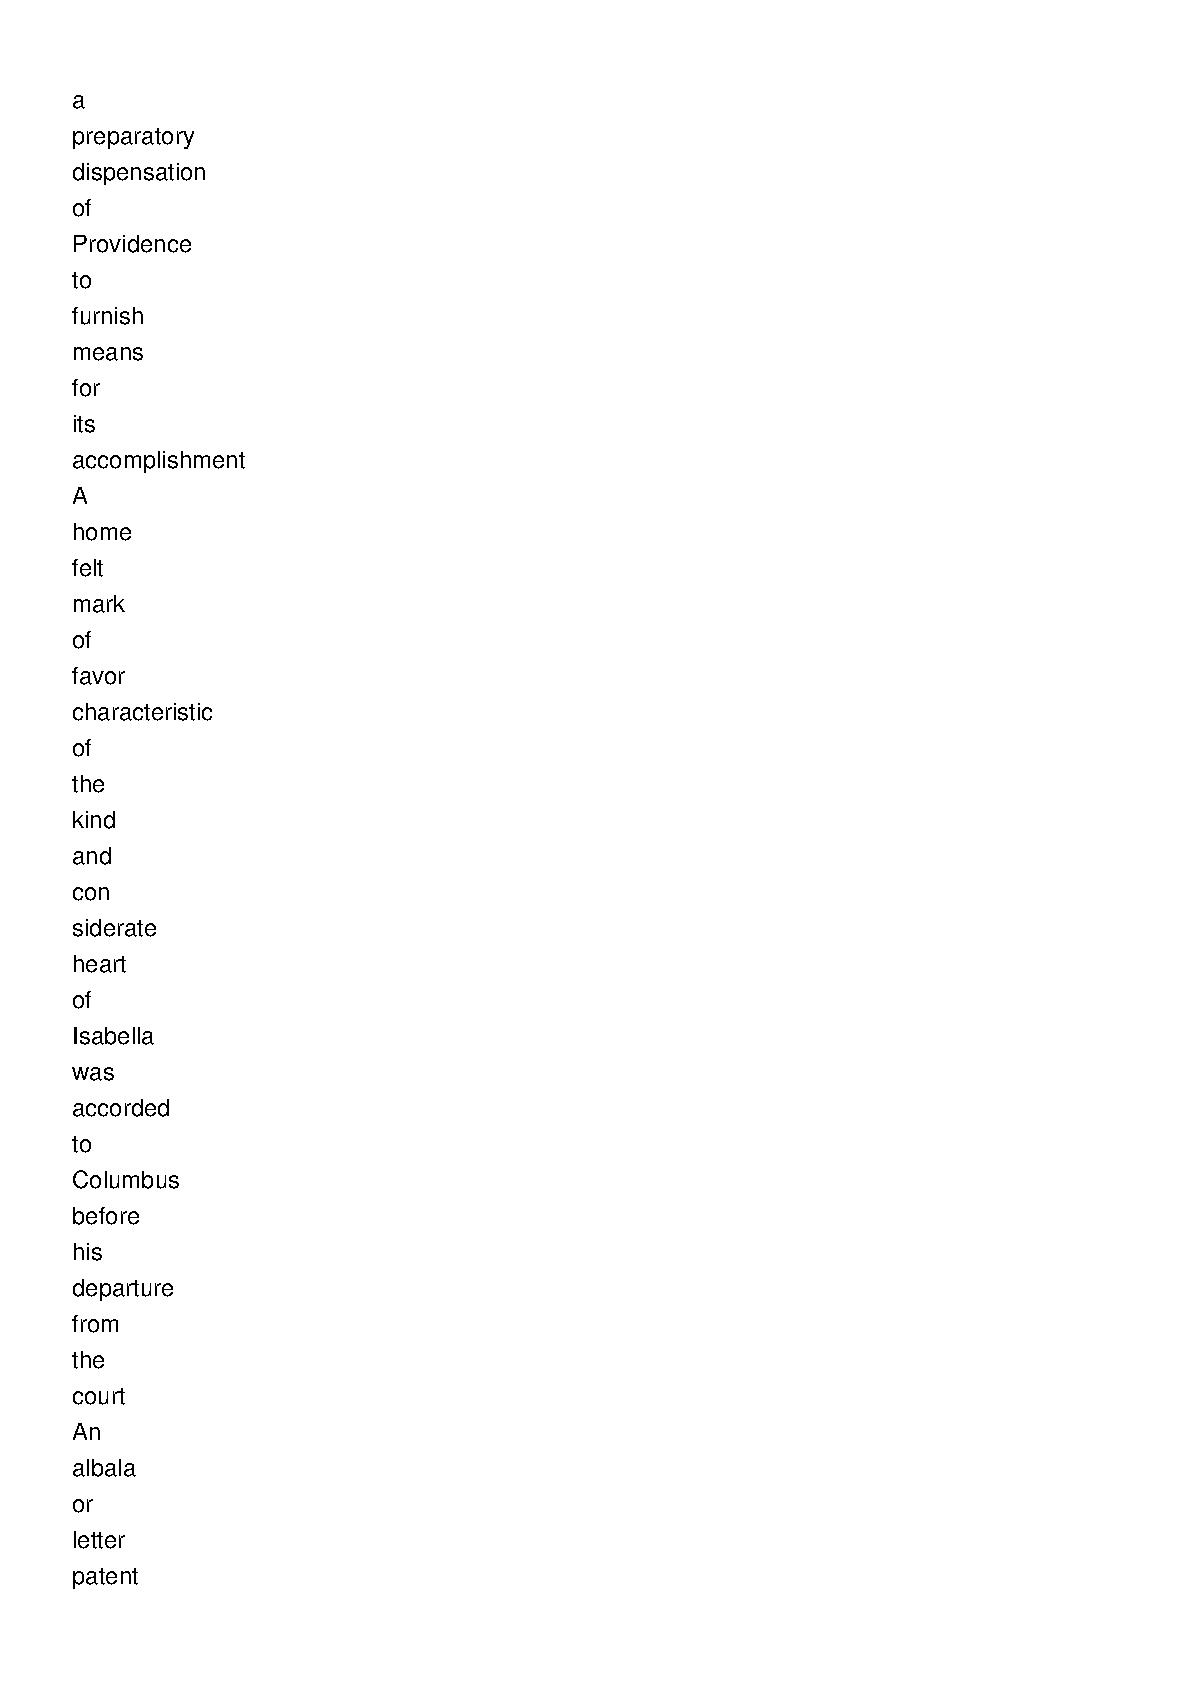 a
preparatory
dispensation
of
Providence
to
furnish
means
for
its
accomplishment
A
home
felt
mark
of
favor
characteristic
of
the
kind
and
con
siderate
heart
of
Isabella
was
accorded
to
Columbus
before
his
departure
from
the
court
An
albala
or
letter
patent